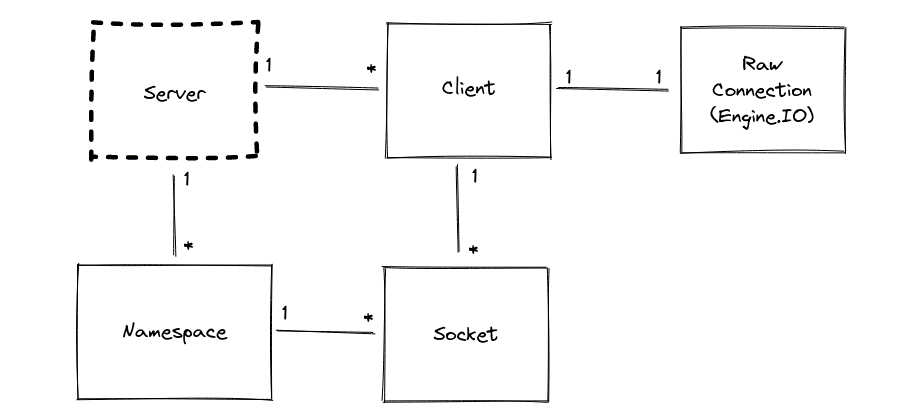 Server
1
*
Client
1
1
Raw
Connection
(Engine.IO)
1
*
1
*
Namespace
1
*
Socket